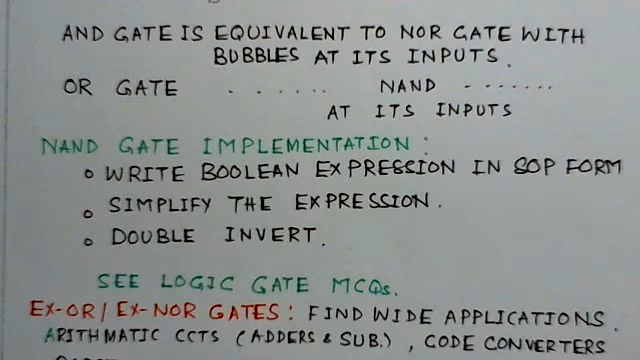 AND GATE IS EQUIVALENT TO NOR GATE WITH
BUBBLES AT ITS INPUTS.
OR GATE . . . . . . NAND . . . . . . .
AT ITS INPUTS
NAND GATE IMPLEMENTATION :
o WRITE BOOLEAN EXPRESSION IN SOP FORM
o SIMPLIFY THE EXPRESSION.
o DOUBLE INVERT.
SEE LOGIC GATE MCQs.
EX-OR / EX-NOR GATES : FIND WIDE APPLICATIONS.
ARITHMATIC CCTS (ADDERS & SUB.), CODE CONVERTERS